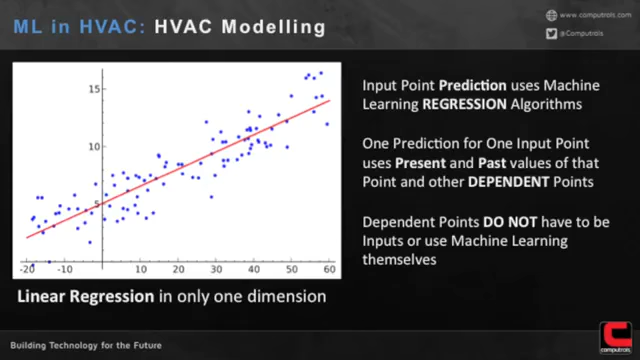 ML in HVAC: HVAC Modelling
www.computrols.com
@Computrols
15
10
5
-20 -10 10 20 30 40 50 60
Linear Regression in only one dimension
Input Point Prediction uses Machine
Learning REGRESSION Algorithms
One Prediction for One Input Point
uses Present and Past values of that
Point and other DEPENDENT Points
Dependent Points DO NOT have to be
Inputs or use Machine Learning
themselves
Building Technology for the Future
computrols